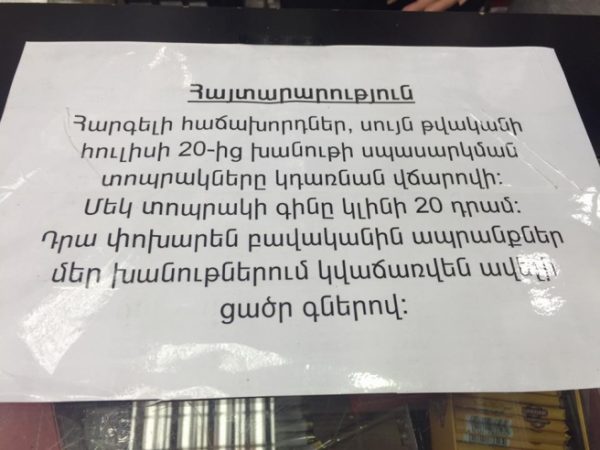 Հայտարարություն
Հարգելի հաճախորդներ, սույն թվականի
հուլիսի 20-ից խանութի սպասարկման
տոպրակները կդառնան վճարովի:
Մեկ տոպրակի գինը կլինի 20 դրամ:
Դրա փոխարեն բավականին ապրանքներ
մեր խանութներում կվաճառվեն ավելի
ցածր գներով: